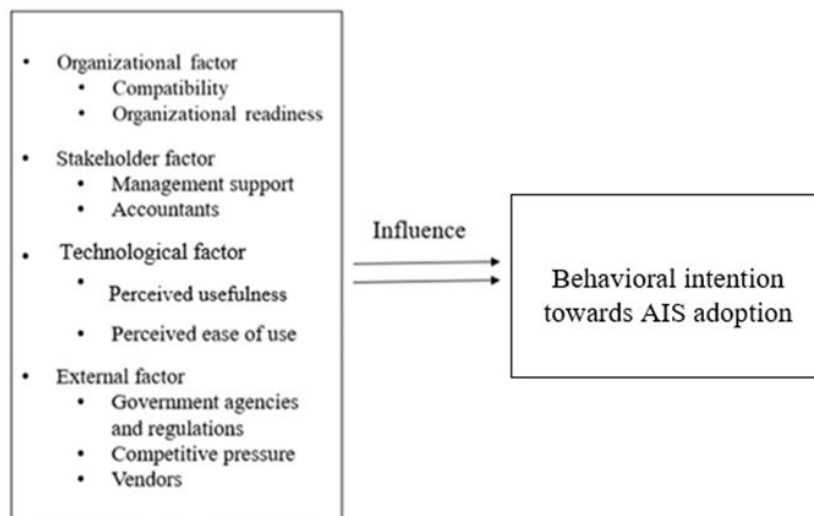 • Organizational factor
• Compatibility
• Organizational readiness
• Stakeholder factor
• Management support
• Accountants
• Technological factor
• Perceived usefulness
• Perceived ease of use
• External factor
• Government agencies
and regulations
• Competitive pressure
• Vendors
Influence
Behavioral intention
towards AIS adoption